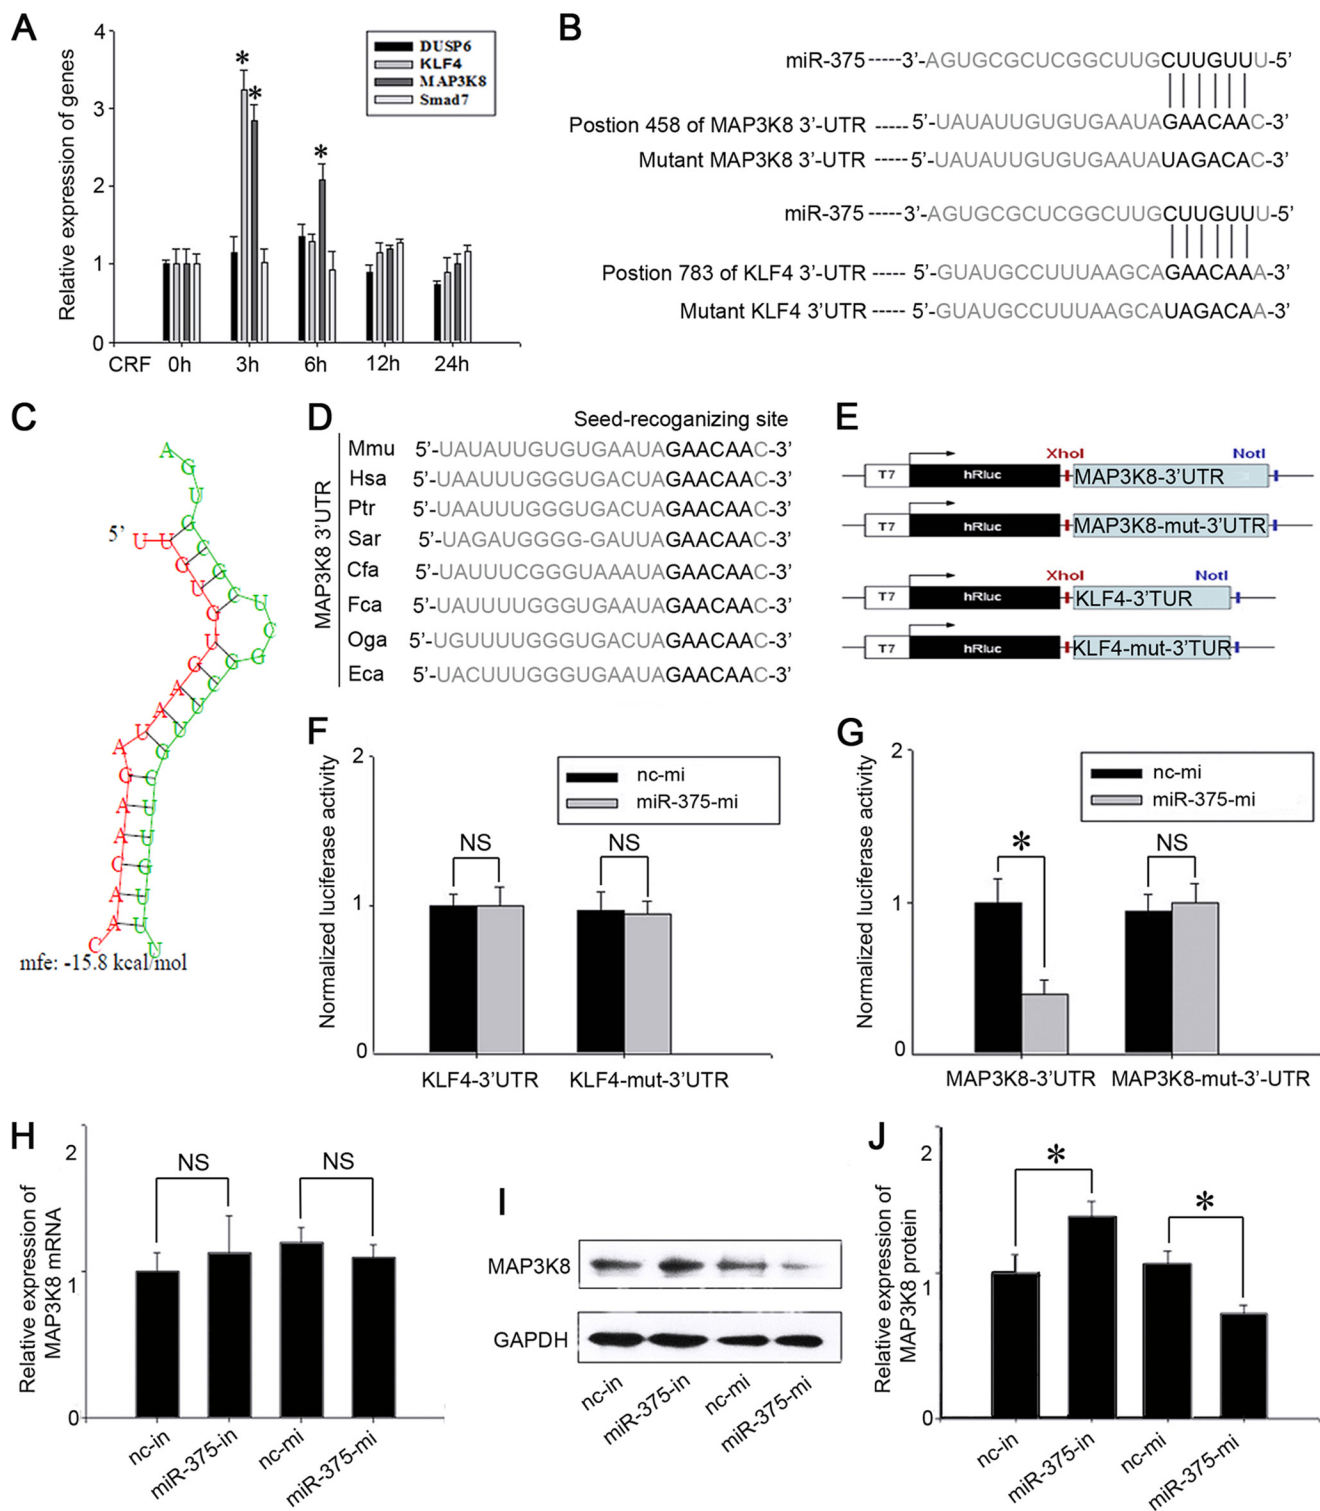 A
Relative expression of genes
4
3
2
1
0
DUSP6
KLF4
MAP3K8
Smad7
*
*
*
CRF 0h 3h 6h 12h 24h
B
miR-375-----3'-AGUGCGCUCGGCUUGCUUGUUU-5'
Postion 458 of MAP3K8 3'-UTR -----5'-UAUAUUGUGUGAAUAGAACAAC-3'
Mutant MAP3K8 3'-UTR -----5'-UAUAUUGUGUGAAUAUAGACAC-3'
miR-375-----3'-AGUGCGCUCGGCUUGCUUGUUU-5'
Postion 783 of KLF4 3'-UTR ----- 5'-GUAUGCCUUUAAGCAGAACAAA-3'
Mutant KLF4 3'UTR ----- 5'-GUAUGCCUUUAAGCAUAGACAA-3'
C
5'
mfe: -15.8 kcal/mol
D
Seed-recoganizing site
MAP3K8 3'UTR
Mmu 5'-UAUAUUGUGUGAAUAGAACAAC-3'
Hsa 5'-UAAUUUGGGUGACUAGAACAAC-3'
Ptr 5'-UAAUUUGGGUGACUAGAACAAC-3'
Sar 5'-UAGAUGGGG-GAUUAGAACAAC-3'
Cfa 5'-UAUUUCGGGUAAAUAGAACAAC-3'
Fca 5'-UAUUUUGGGUGAAUAGAACAAC-3'
Oga 5'-UGUUUUGGGUGACUAGAACAAC-3'
Eca 5'-UACUUUGGGUGAAUAGAACAAC-3'
E
XhoI NotI
T7 hRluc MAP3K8-3'UTR
T7 hRluc MAP3K8-mut-3'UTR
XhoI NotI
T7 hRluc KLF4-3'TUR
T7 hRluc KLF4-mut-3'TUR
F
Normalized luciferase activity
2
1
0
nc-mi
miR-375-mi
NS
NS
KLF4-3'UTR KLF4-mut-3'UTR
G
Normalized luciferase activity
2
1
0
nc-mi
miR-375-mi
*
NS
MAP3K8-3'UTR MAP3K8-mut-3'-UTR
H
Relative expression of
MAP3K8 mRNA
2
1
0
NS
NS
nc-in
miR-375-in
nc-mi
miR-375-mi
I
MAP3K8
GAPDH
nc-in
miR-375-in
nc-mi
miR-375-mi
J
Relative expression of
MAP3K8 protein
2
1
0
*
*
nc-in
miR-375-in
nc-mi
miR-375-mi